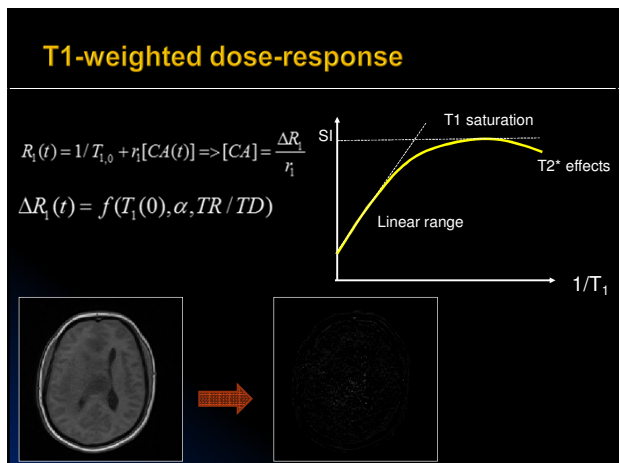 T1-weighted dose-response
R₁(t)=1/T₁,₀+r₁[CA(t)]=>[CA]=ΔR₁/r₁
ΔR₁(t)=f(T₁(0),α,TR/TD)
SI
T1 saturation
T2* effects
Linear range
1/T₁